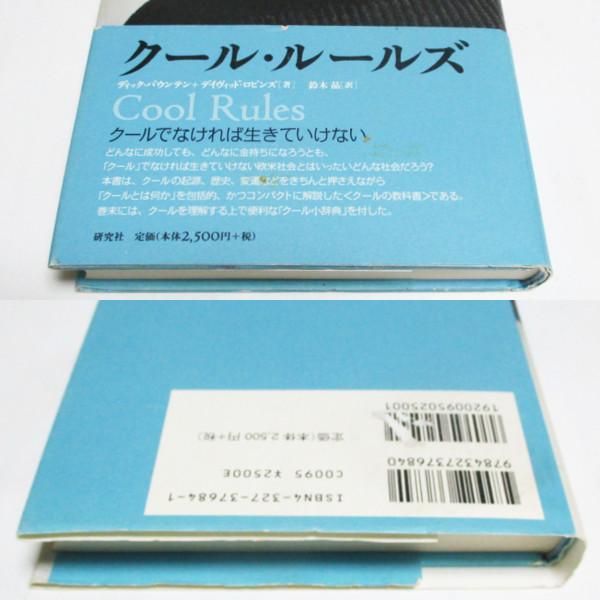 クール・ルールズ
ディック・パウンテン＋デイヴィッド・ロビンズ［著］ 鈴木 晶［訳］
Cool Rules
クールでなければ生きていけない
どんなに成功しても、どんなに金持ちになろうとも、
「クール」でなければ生きていけない欧米社会とはいったいどんな社会だろう？
本書は、クールの起源、歴史、変遷などをきちんと押さえながら
「クールとは何か」を包括的、かつコンパクトに解説した〈クールの教科書〉である。
巻末には、クールを理解する上で便利な「クール小辞典」を付した。
研究社 定価（本体2,500円＋税）
ISBN4-327-37684-1
C0095 ¥2500E
定価（本体2,500円＋税）
9784327376840
1920095025001